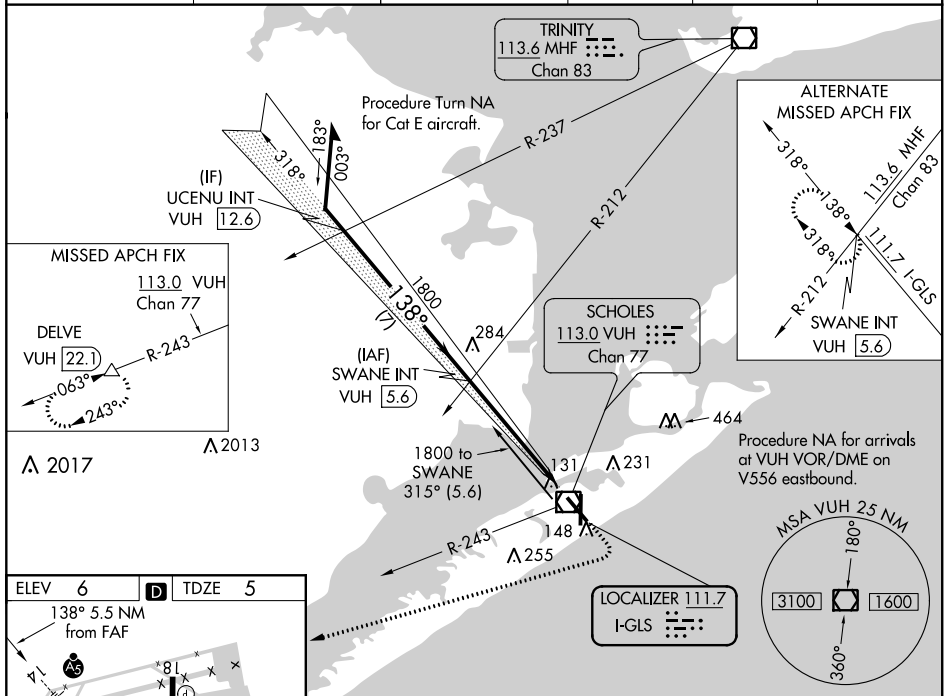 TRINITY
113.6 MHF
Chan 83
Procedure Turn NA
for Cat E aircraft.
ALTERNATE
MISSED APCH FIX
318°
113.6 MHF
Chan 83
138°
318°
111.7 I-GLS
R-212
SWANE INT
VUH 5.6
R-237
R-212
183°
003°
318°
(IF)
UCENU INT
VUH 12.6
1800
138°
(7)
MISSED APCH FIX
113.0 VUH
Chan 77
DELVE
VUH 22.1
R-243
063°
243°
SCHOLES
113.0 VUH
Chan 77
284
(IAF)
SWANE INT
VUH 5.6
464
2013
2017
1800 to
SWANE
315° (5.6)
131
231
Procedure NA for arrivals
at VUH VOR/DME on
V556 eastbound.
R-243
148
255
MSA VUH 25 NM
180°
3100
1600
360°
LOCALIZER 111.7
I-GLS
ELEV 6
D
TDZE 5
138° 5.5 NM
from FAF
14
A5
18
P